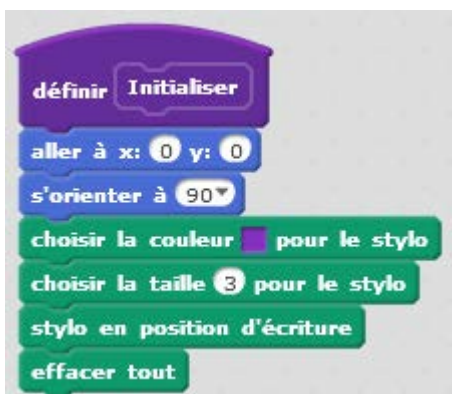 définir Initialiser
aller à x: 0 y: 0
s'orienter à 90
choisir la couleur pour le stylo
choisir la taille 3 pour le stylo
stylo en position d'écriture
effacer tout